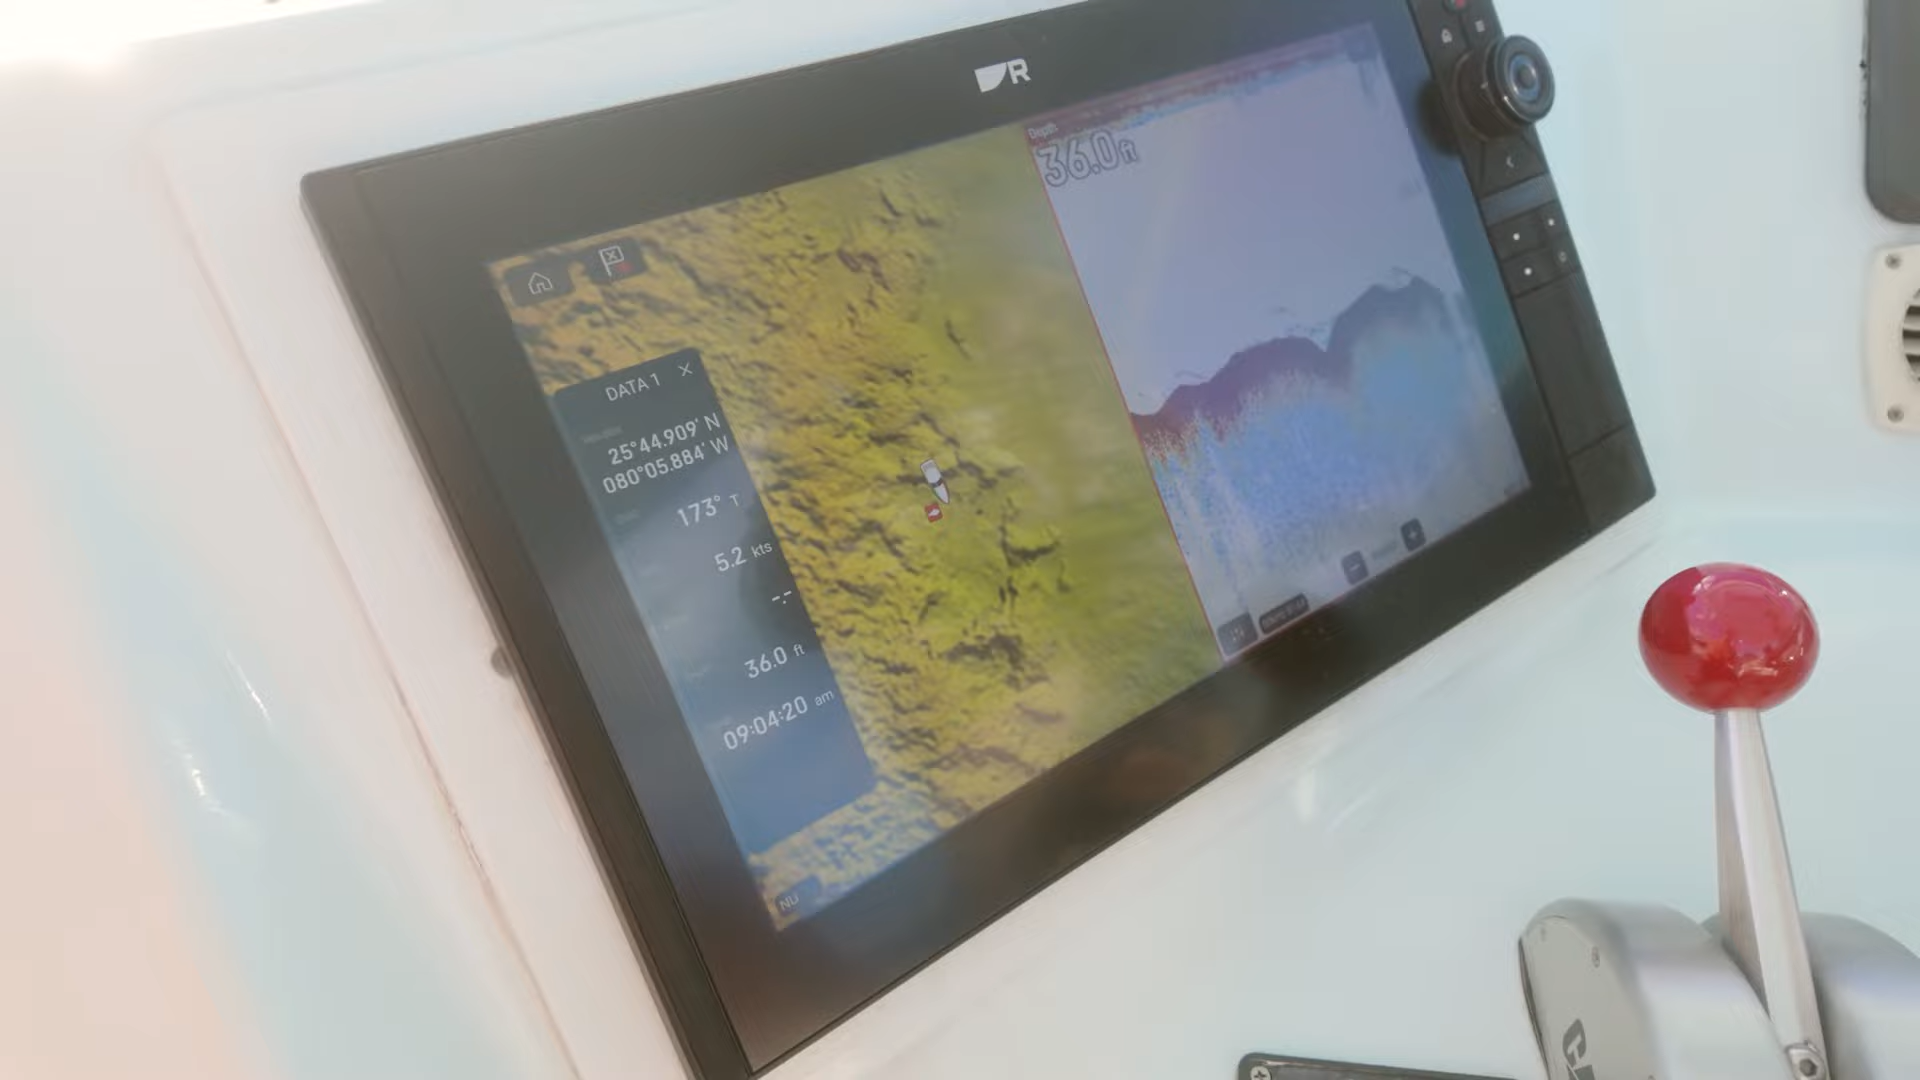 R
Depth
36.0 ft
DATA 1
25°44.909' N
080°05.884' W
173° T
5.2 kts
-:-
36.0 ft
09:04:20 am
NU